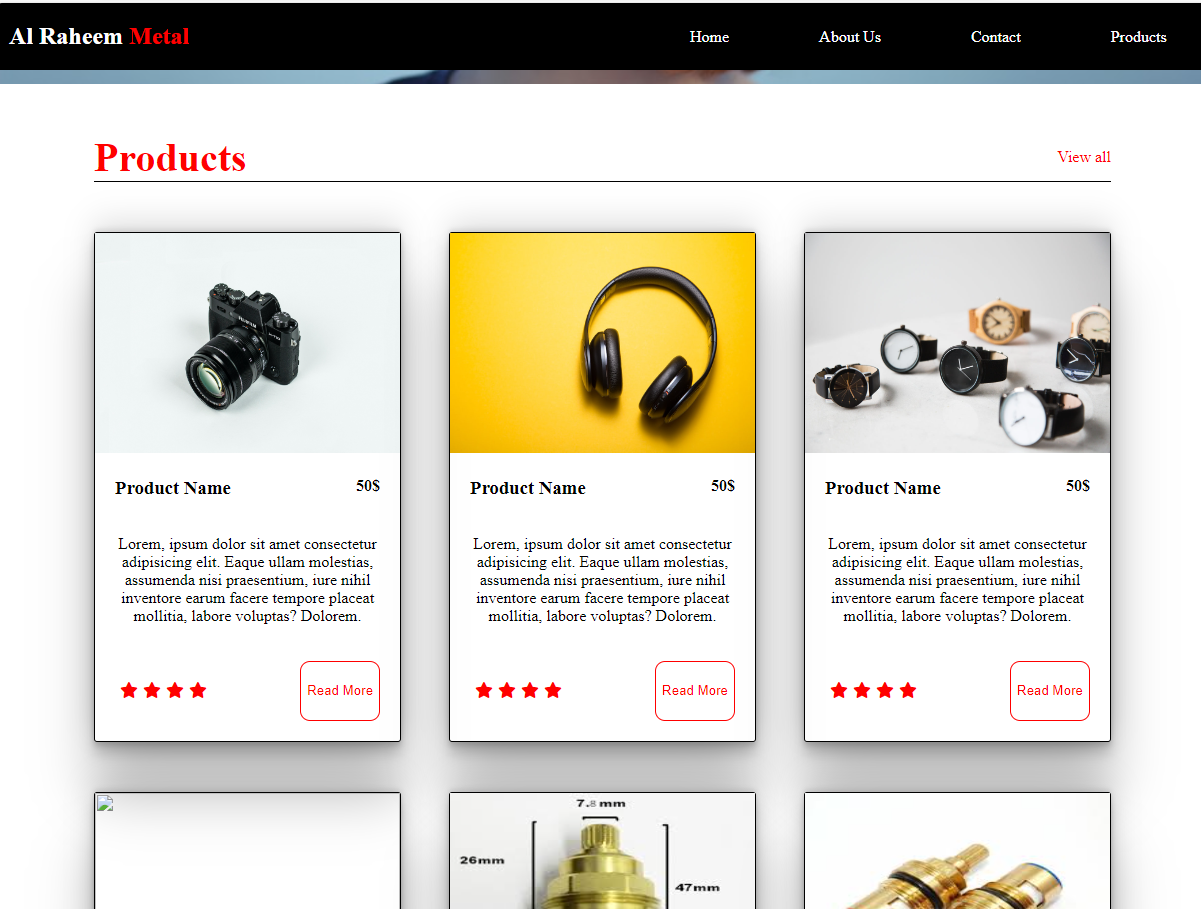 Al Raheem Metal
Home
About Us
Contact
Products
Products
View all
Product Name
50$
Lorem, ipsum dolor sit amet consectetur
adipisicing elit. Eaque ullam molestias,
assumenda nisi praesentium, iure nihil
inventore earum facere tempore placeat
mollitia, labore voluptas? Dolorem.
Read More
Product Name
50$
Lorem, ipsum dolor sit amet consectetur
adipisicing elit. Eaque ullam molestias,
assumenda nisi praesentium, iure nihil
inventore earum facere tempore placeat
mollitia, labore voluptas? Dolorem.
Read More
Product Name
50$
Lorem, ipsum dolor sit amet consectetur
adipisicing elit. Eaque ullam molestias,
assumenda nisi praesentium, iure nihil
inventore earum facere tempore placeat
mollitia, labore voluptas? Dolorem.
Read More
7.8 mm
26mm
47mm